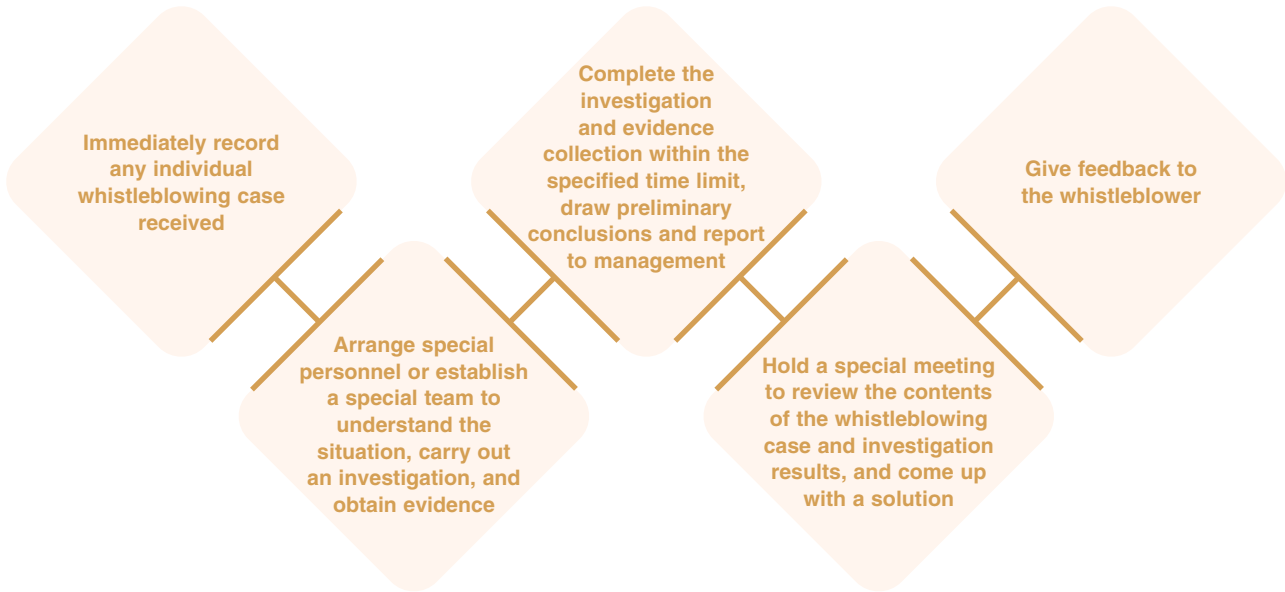 Immediately record
any individual
whistleblowing case
received
Arrange special
personnel or establish
a special team to
understand the
situation, carry out
an investigation, and
obtain evidence
Complete the
investigation
and evidence
collection within the
specified time limit,
draw preliminary
conclusions and report
to management
Hold a special meeting
to review the contents
of the whistleblowing
case and investigation
results, and come up
with a solution
Give feedback to
the whistleblower